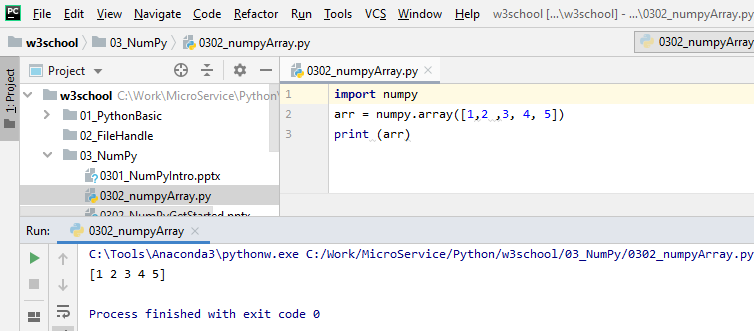 PC File Edit View Navigate Code Refactor Run Tools VCS Window Help w3school [...\w3school] - ...\0302_numpyArray.py
w3school 03_NumPy 0302_numpyArray.py 0302_numpyArray
1: Project
Project
0302_numpyArray.py
w3school C:\Work\MicroService\Python\
01_PythonBasic
02_FileHandle
03_NumPy
0301_NumPyIntro.pptx
0302_numpyArray.py
0302_NumPyGetStarted.pptx
1 import numpy
2 arr = numpy.array([1,2 ,3, 4, 5])
3 print (arr)
Run: 0302_numpyArray
C:\Tools\Anaconda3\pythonw.exe C:/Work/MicroService/Python/w3school/03_NumPy/0302_numpyArray.py
[1 2 3 4 5]
Process finished with exit code 0